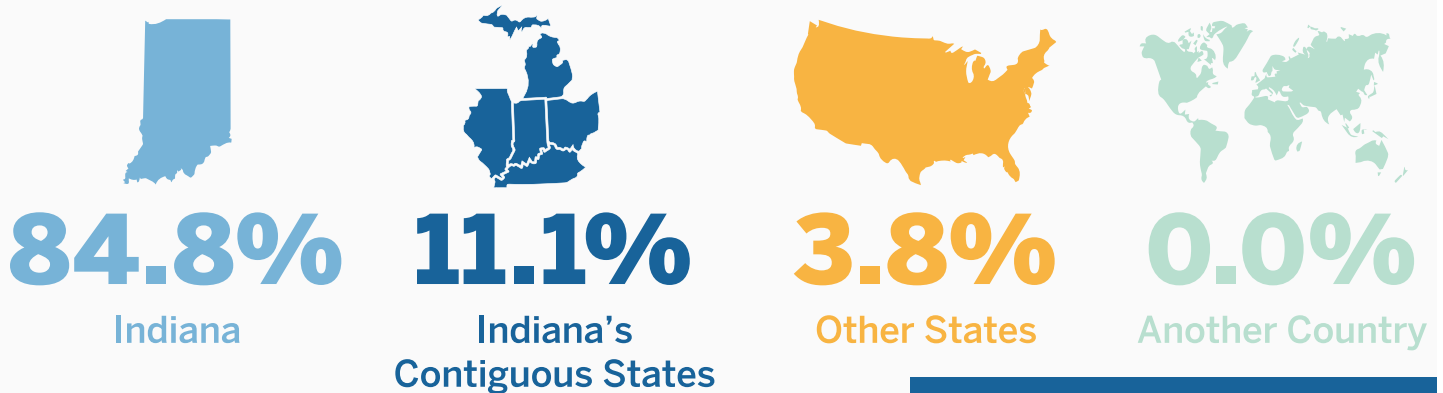 84.8%
Indiana
11.1%
Indiana's
Contiguous States
3.8%
Other States
0.0%
Another Country